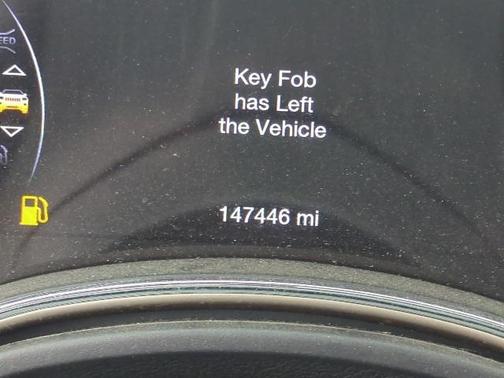 Key Fob
has Left
the Vehicle
147446 mi